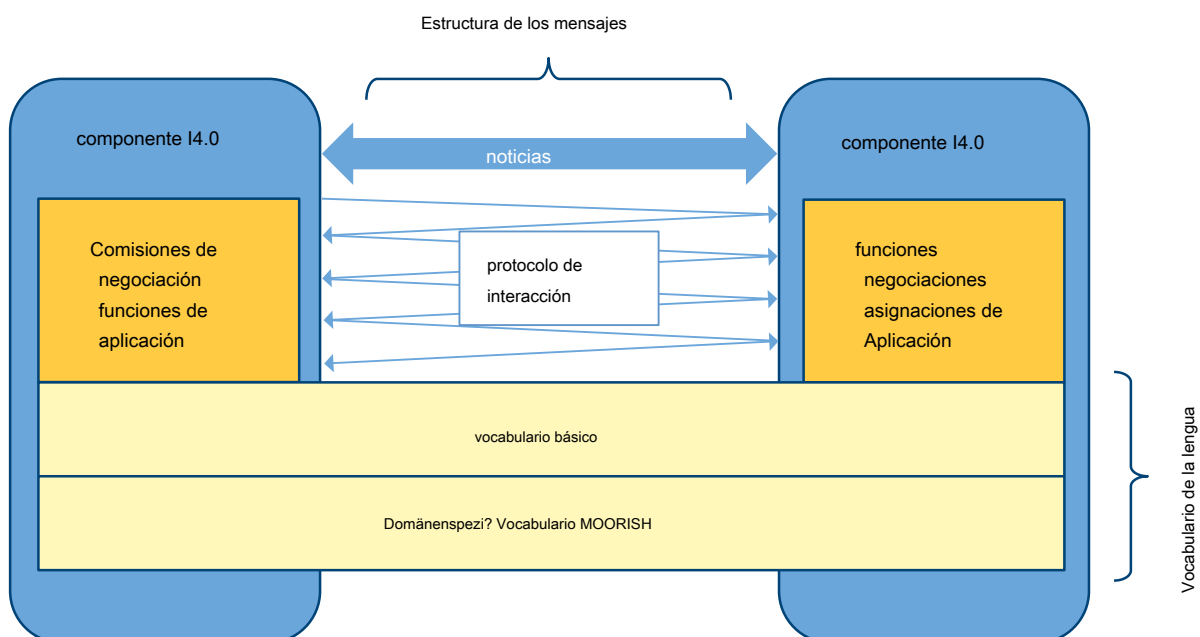 Estructura de los mensajes
componente I4.0
noticias
componente I4.0
Comisiones de
negociación
funciones de
aplicación
protocolo de
interacción
funciones
negociaciones
asignaciones de
Aplicación
vocabulario básico
Domänenspezi? Vocabulario MOORISH
Vocabulario de la lengua